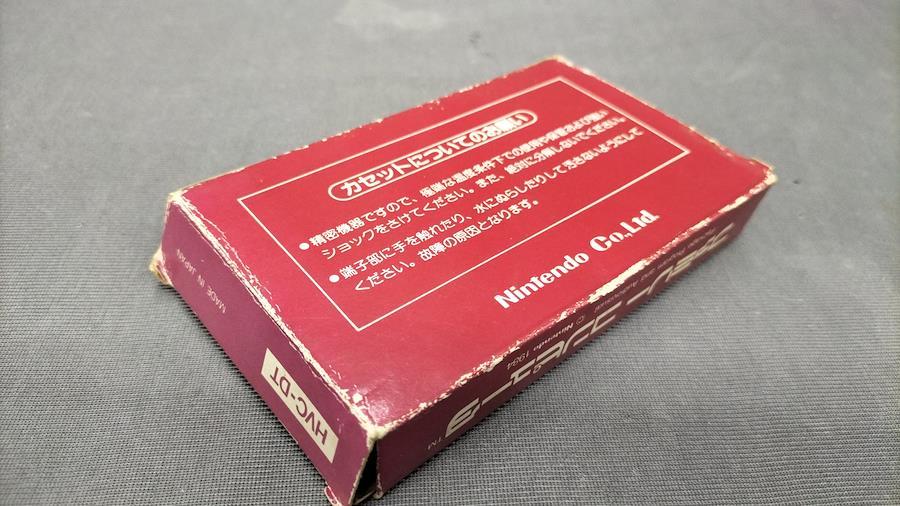 カセットについてのお願い
●精密機器ですので、極端な温度条件下での使用や保管および強い
ショックをさけてください。また、絶対に分解しないでください。
●端子部に手を触れたり、水にぬらしたりして汚さないようにして
ください。故障の原因となります。
Nintendo Co.,Ltd.
MADE IN JAPAN
HVC-DT
TM
© Nintendo 1984